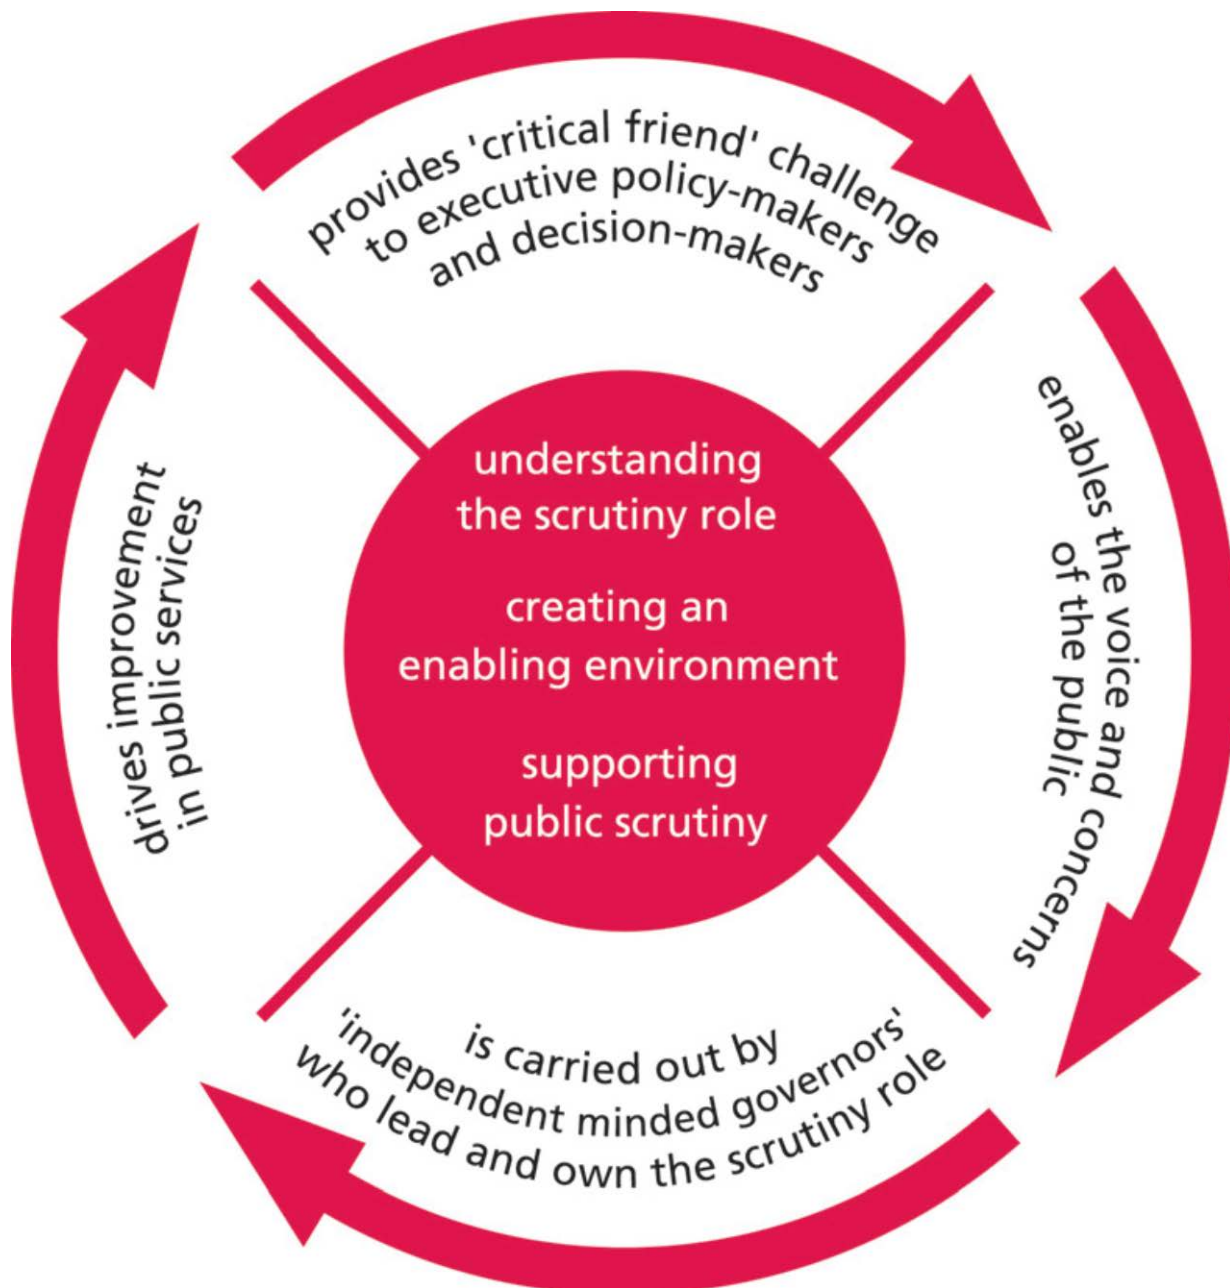 provides 'critical friend' challenge
to executive policy-makers
and decision-makers
enables the voice and concerns
of the public
is carried out by
'independent minded governors'
who lead and own the scrutiny role
drives improvement
in public services
understanding
the scrutiny role
creating an
enabling environment
supporting
public scrutiny